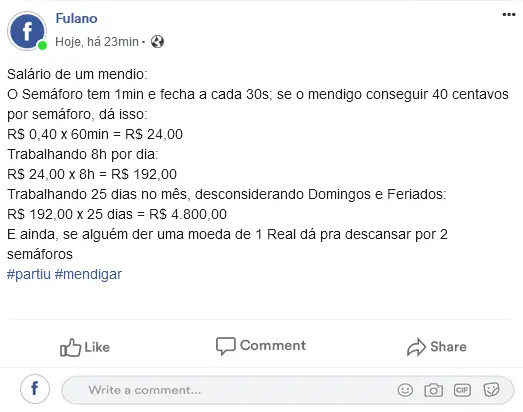 Fulano
Hoje, há 23min •
Salário de um mendio:
O Semáforo tem 1min e fecha a cada 30s; se o mendigo conseguir 40 centavos
por semáforo, dá isso:
R$ 0,40 x 60min = R$ 24,00
Trabalhando 8h por dia:
R$ 24,00 x 8h = R$ 192,00
Trabalhando 25 dias no mês, desconsiderando Domingos e Feriados:
R$ 192,00 x 25 dias = R$ 4.800,00
E ainda, se alguém der uma moeda de 1 Real dá pra descansar por 2
semáforos
#partiu #mendigar
Like Comment Share
Write a comment... GIF